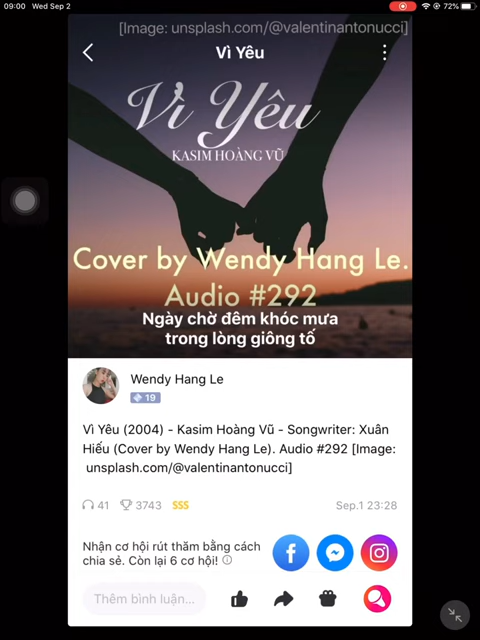 09:00 Wed Sep 2
72%
[Image: unsplash.com/@valentinantonucci]
Vì Yêu
Vì Yêu
KASIM HOÀNG VŨ
Cover by Wendy Hang Le.
Audio #292
Ngày chờ đêm khóc mưa
trong lòng giông tố
Wendy Hang Le
19
Vì Yêu (2004) - Kasim Hoàng Vũ - Songwriter: Xuân
Hiếu (Cover by Wendy Hang Le). Audio #292 [Image:
unsplash.com/@valentinantonucci]
41 3743 SSS Sep.1 23:28
Nhận cơ hội rút thăm bằng cách
chia sẻ. Còn lại 6 cơ hội!
Thêm bình luận...